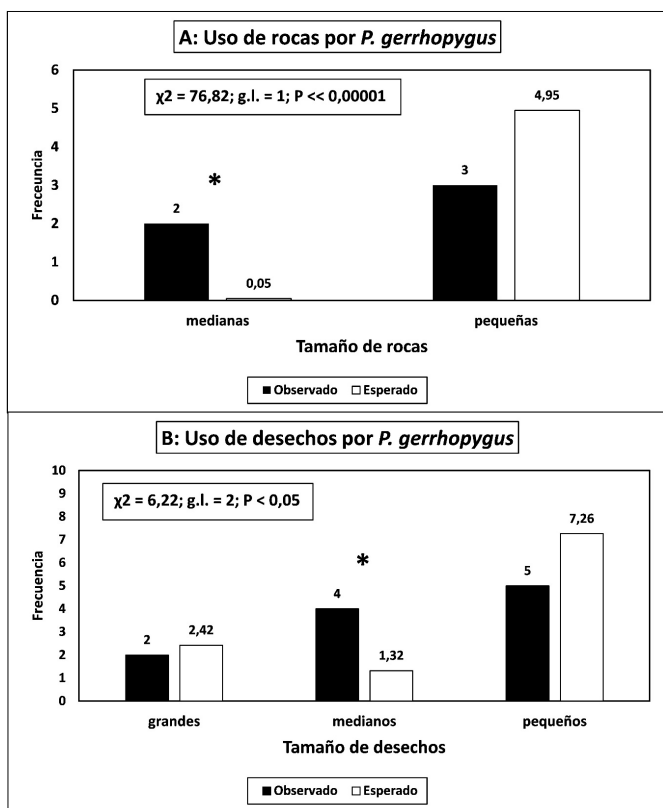 A: Uso de rocas por P. gerrhopygus
χ2 = 76,82; g.l. = 1; P << 0,00001
Freceuncia
6
5
4
3
2
1
0
2
*
0,05
3
4,95
medianas
pequeñas
Tamaño de rocas
Observado
Esperado
B: Uso de desechos por P. gerrhopygus
χ2 = 6,22; g.l. = 2; P < 0,05
Frecuencia
10
9
8
7
6
5
4
3
2
1
0
2
2,42
4
*
1,32
5
7,26
grandes
medianos
pequeños
Tamaño de desechos
Observado
Esperado